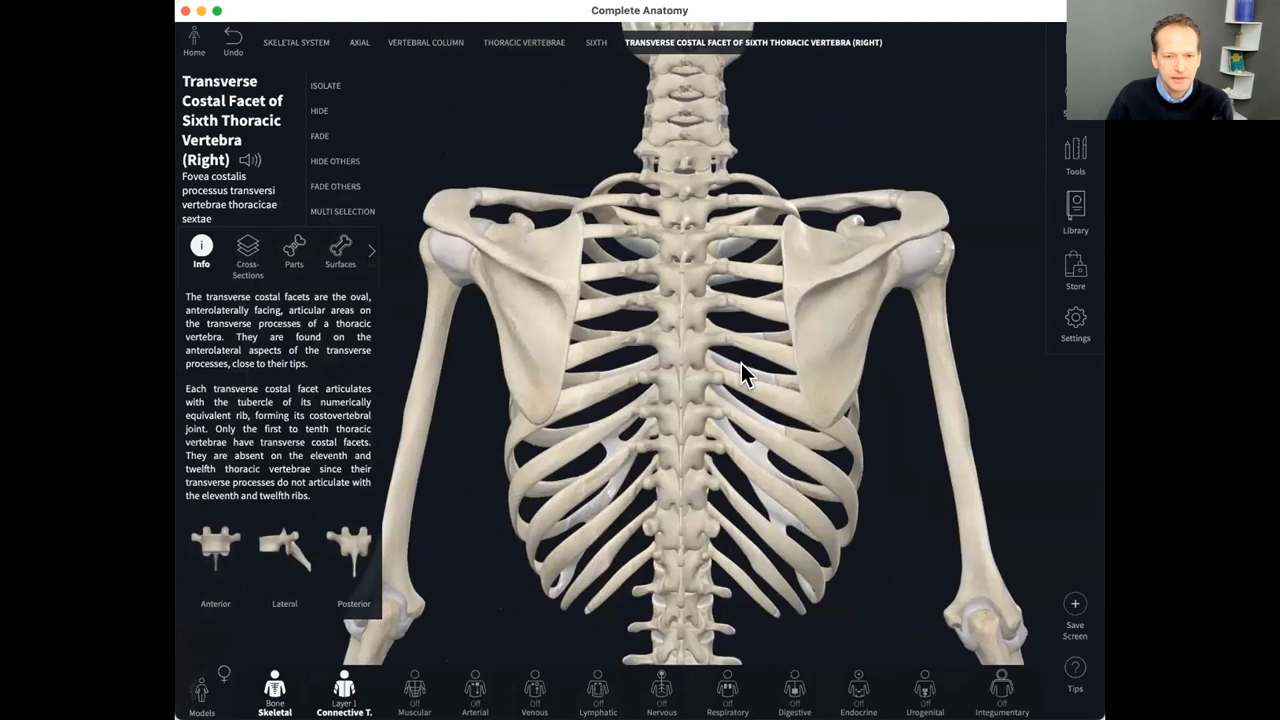 Complete Anatomy
Home
Undo
SKELETAL SYSTEM
AXIAL
VERTEBRAL COLUMN
THORACIC VERTEBRAE
SIXTH
TRANSVERSE COSTAL FACET OF SIXTH THORACIC VERTEBRA (RIGHT)
Transverse
Costal Facet of
Sixth Thoracic
Vertebra
(Right)
Fovea costalis
processus transversi
vertebrae thoracicae
sextae
ISOLATE
HIDE
FADE
HIDE OTHERS
FADE OTHERS
MULTI SELECTION
Info
Cross-
Sections
Parts
Surfaces
The transverse costal facets are the oval,
anterolaterally facing, articular areas on
the transverse processes of a thoracic
vertebra. They are found on the
anterolateral aspects of the transverse
processes, close to their tips.
Each transverse costal facet articulates
with the tubercle of its numerically
equivalent rib, forming its costovertebral
joint. Only the first to tenth thoracic
vertebrae have transverse costal facets.
They are absent on the eleventh and
twelfth thoracic vertebrae since their
transverse processes do not articulate with
the eleventh and twelfth ribs.
Anterior
Lateral
Posterior
Tools
Library
Store
Settings
Save
Screen
Tips
Models
Bone
Skeletal
Layer 1
Connective T.
Off
Muscular
Off
Arterial
Off
Venous
Off
Lymphatic
Off
Nervous
Off
Respiratory
Off
Digestive
Off
Endocrine
Off
Urogenital
Off
Integumentary